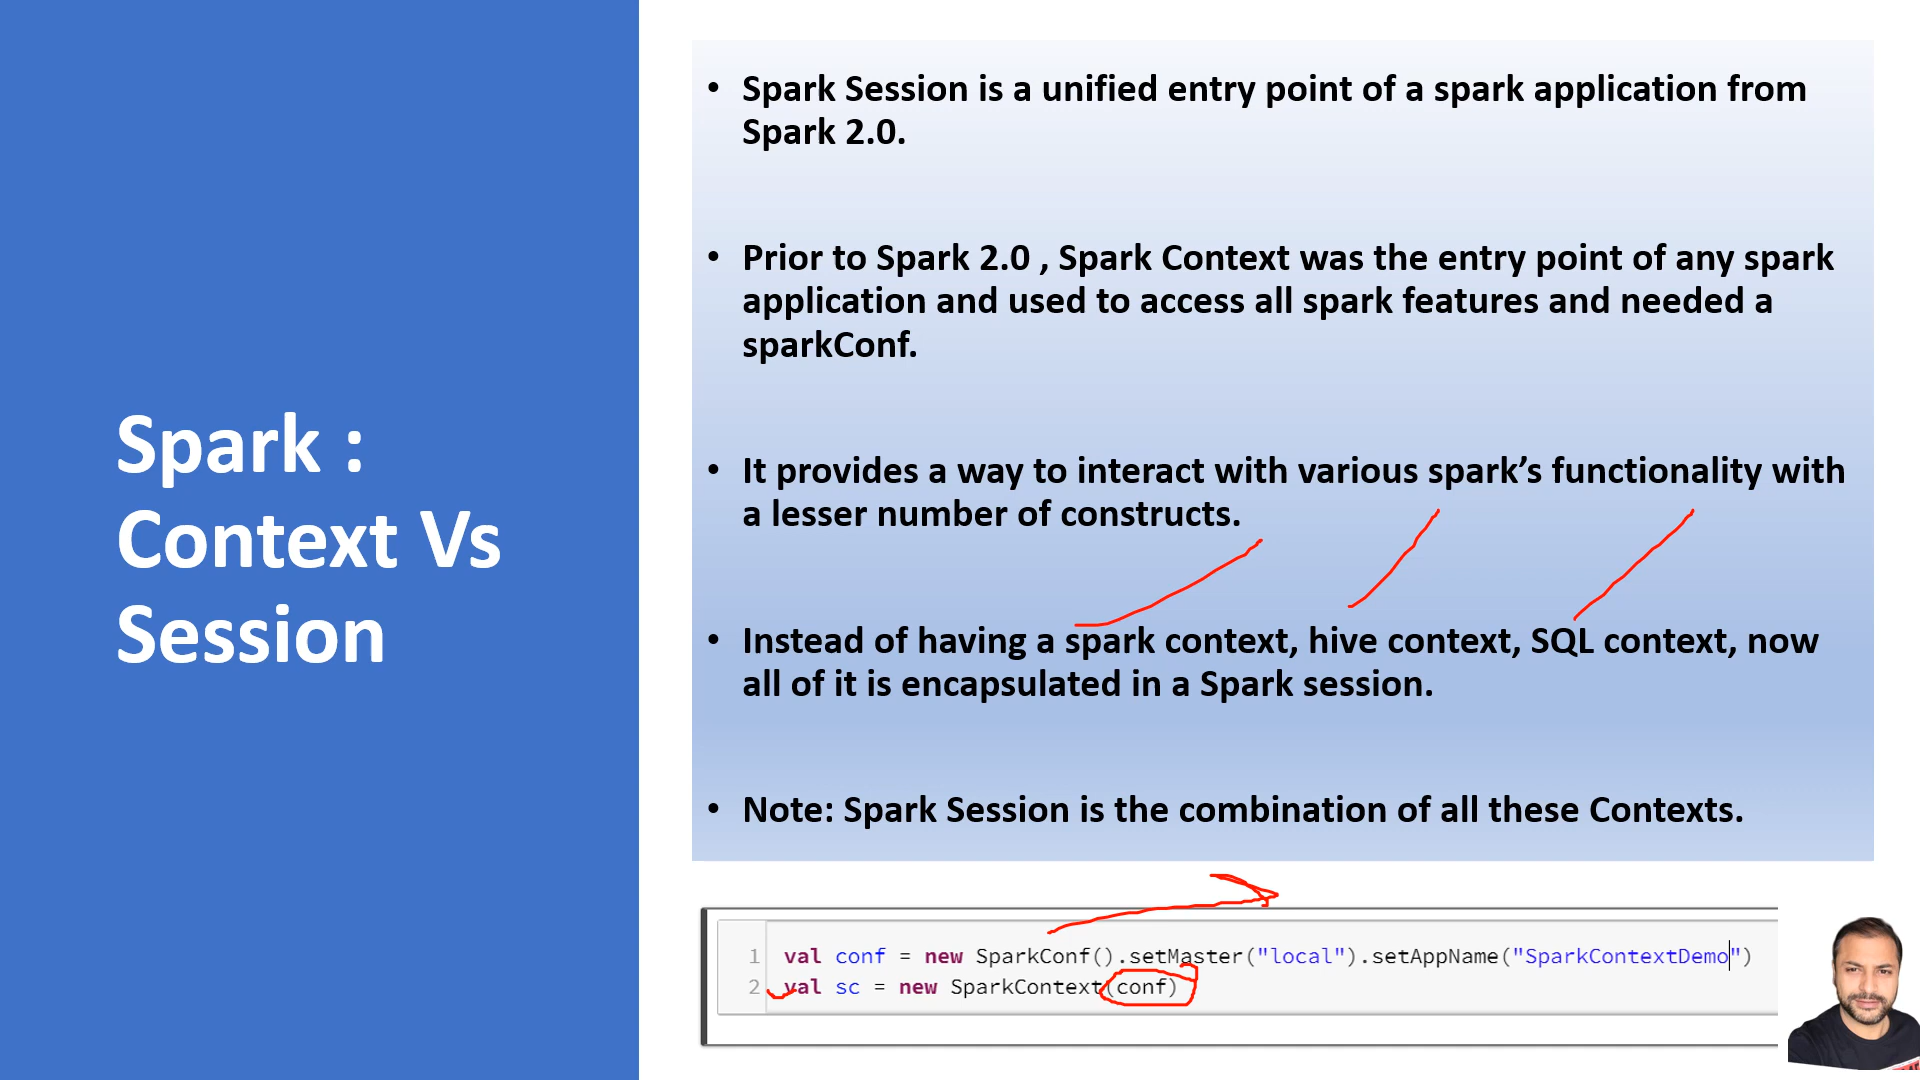 Spark :
Context Vs
Session
• Spark Session is a unified entry point of a spark application from
Spark 2.0.
• Prior to Spark 2.0 , Spark Context was the entry point of any spark
application and used to access all spark features and needed a
sparkConf.
• It provides a way to interact with various spark’s functionality with
a lesser number of constructs.
• Instead of having a spark context, hive context, SQL context, now
all of it is encapsulated in a Spark session.
• Note: Spark Session is the combination of all these Contexts.
1 val conf = new SparkConf().setMaster("local").setAppName("SparkContextDemo")
2 val sc = new SparkContext(conf)